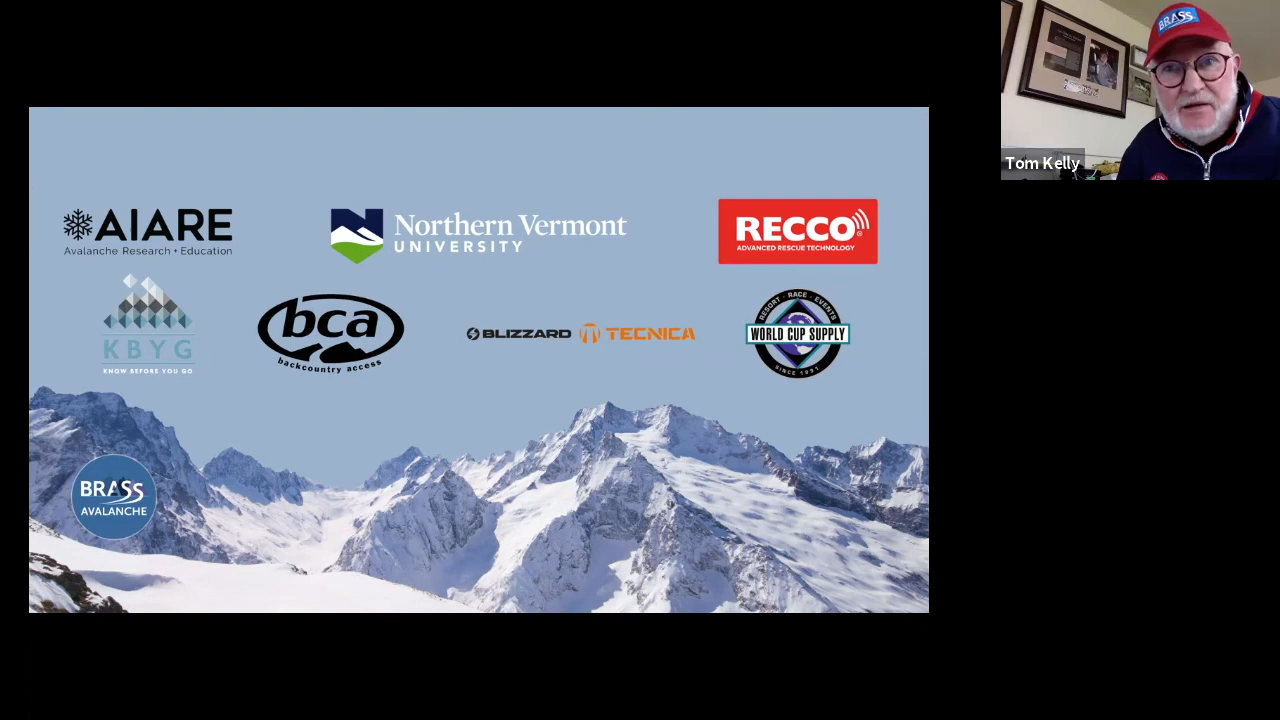 BRASS
Tom Kelly
AIARE
Avalanche Research + Education
Northern Vermont
UNIVERSITY
RECCO®
ADVANCED RESCUE TECHNOLOGY
KBYG
KNOW BEFORE YOU GO
bca
backcountry access
BLIZZARD TECNICA
RESORT · RACE · EVENTS
WORLD CUP SUPPLY
SINCE 1991
BRASS
AVALANCHE